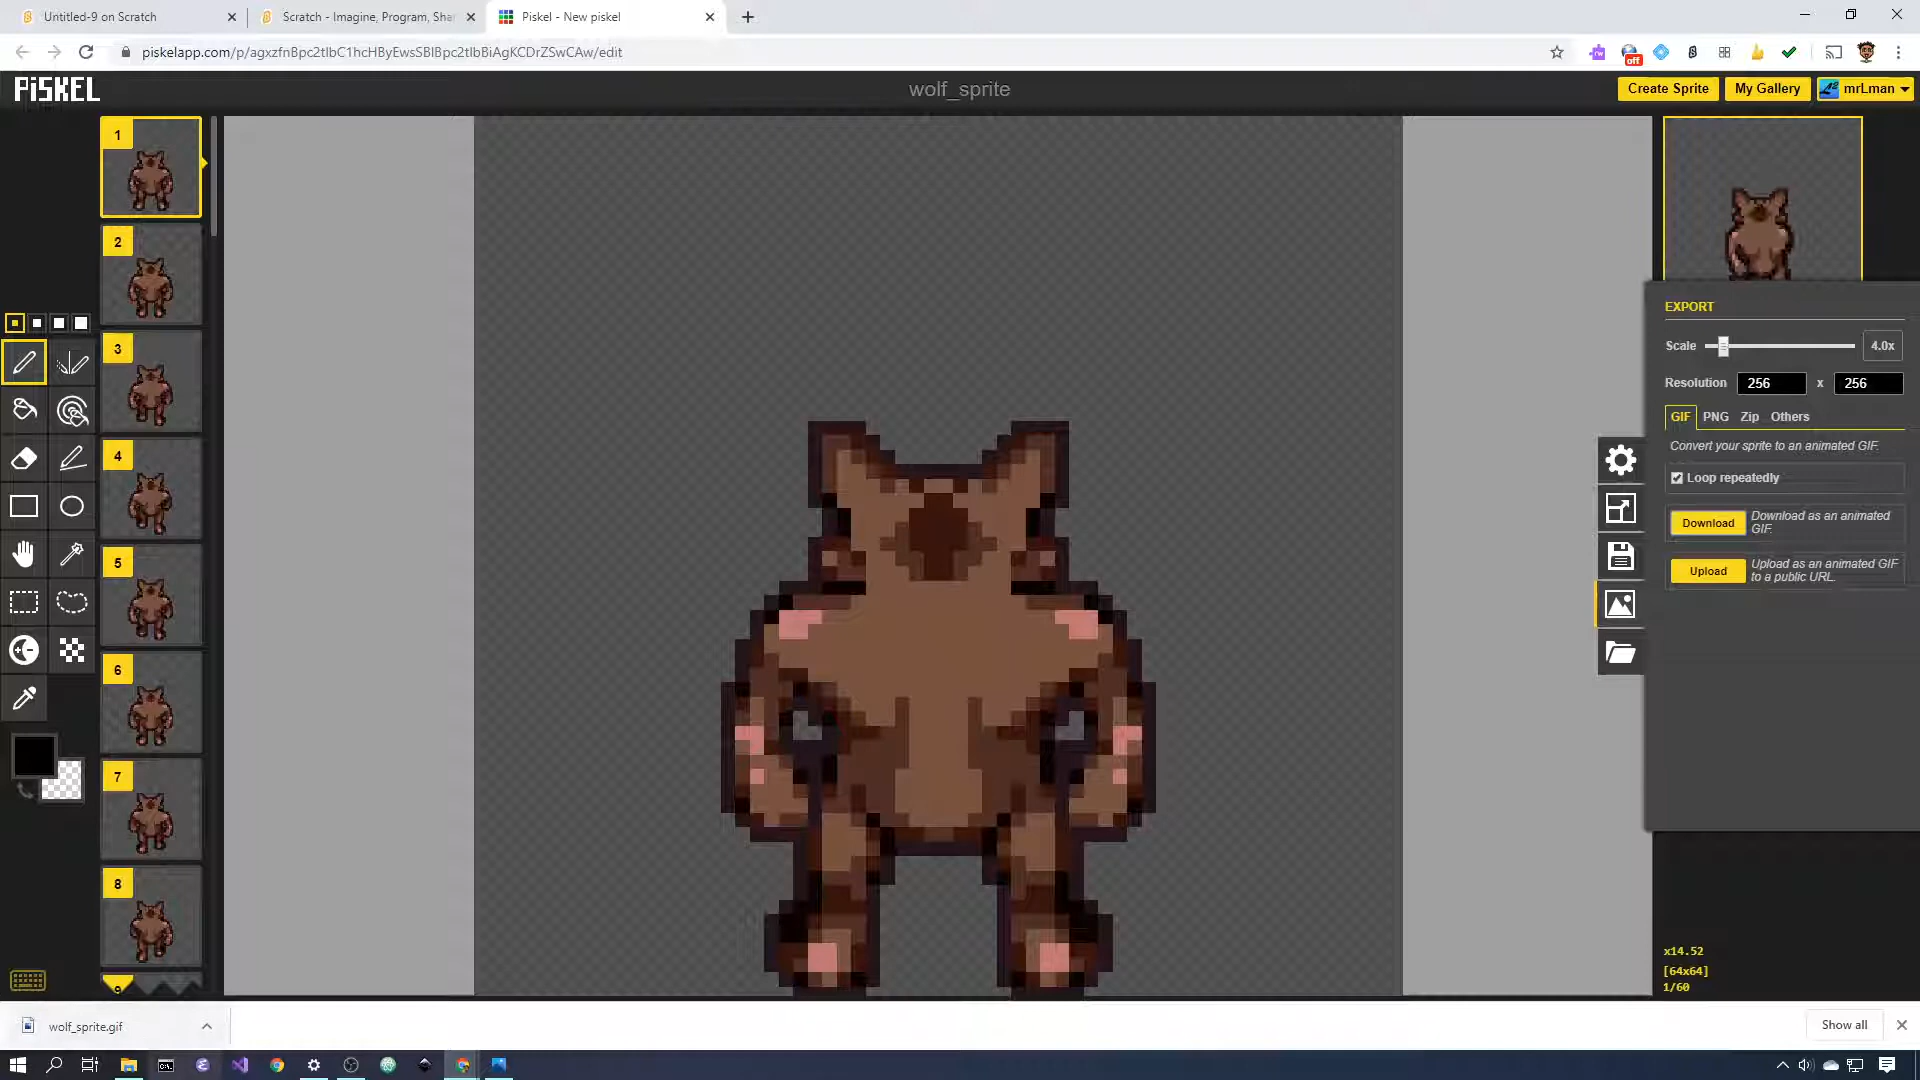 Untitled-9 on Scratch
Scratch - Imagine, Program, Shar
Piskel - New piskel
piskelapp.com/p/agxzfnBpc2tlbC1hcHByEwsSBlBpc2tlbBiAgKCDrZSwCAw/edit
off
PISKEL
wolf_sprite
Create Sprite
My Gallery
mrLman
1
2
3
4
5
6
7
8
9
EXPORT
Scale
4.0x
Resolution
256
x
256
GIF
PNG
Zip
Others
Convert your sprite to an animated GIF.
Loop repeatedly
Download
Download as an animated
GIF.
Upload
Upload as an animated GIF
to a public URL.
x14.52
[64x64]
1/60
wolf_sprite.gif
Show all